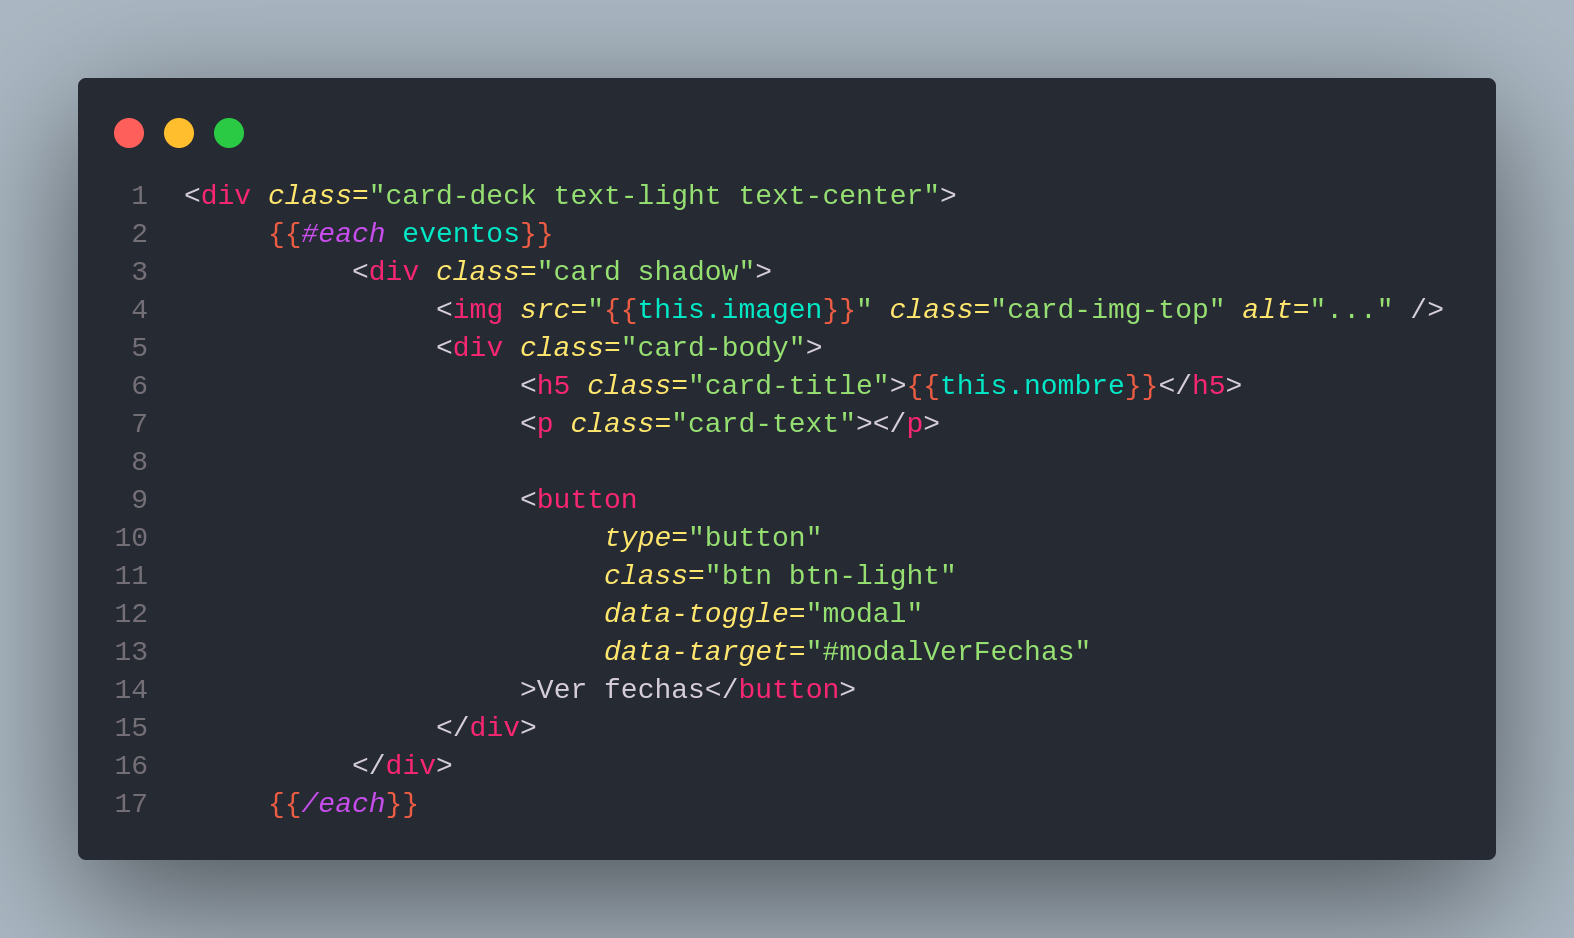 1 <div class="card-deck text-light text-center">
2 {{#each eventos}}
3 <div class="card shadow">
4 <img src="{{this.imagen}}" class="card-img-top" alt="..." />
5 <div class="card-body">
6 <h5 class="card-title">{{this.nombre}}</h5>
7 <p class="card-text"></p>
8
9 <button
10 type="button"
11 class="btn btn-light"
12 data-toggle="modal"
13 data-target="#modalVerFechas"
14 >Ver fechas</button>
15 </div>
16 </div>
17 {{/each}}